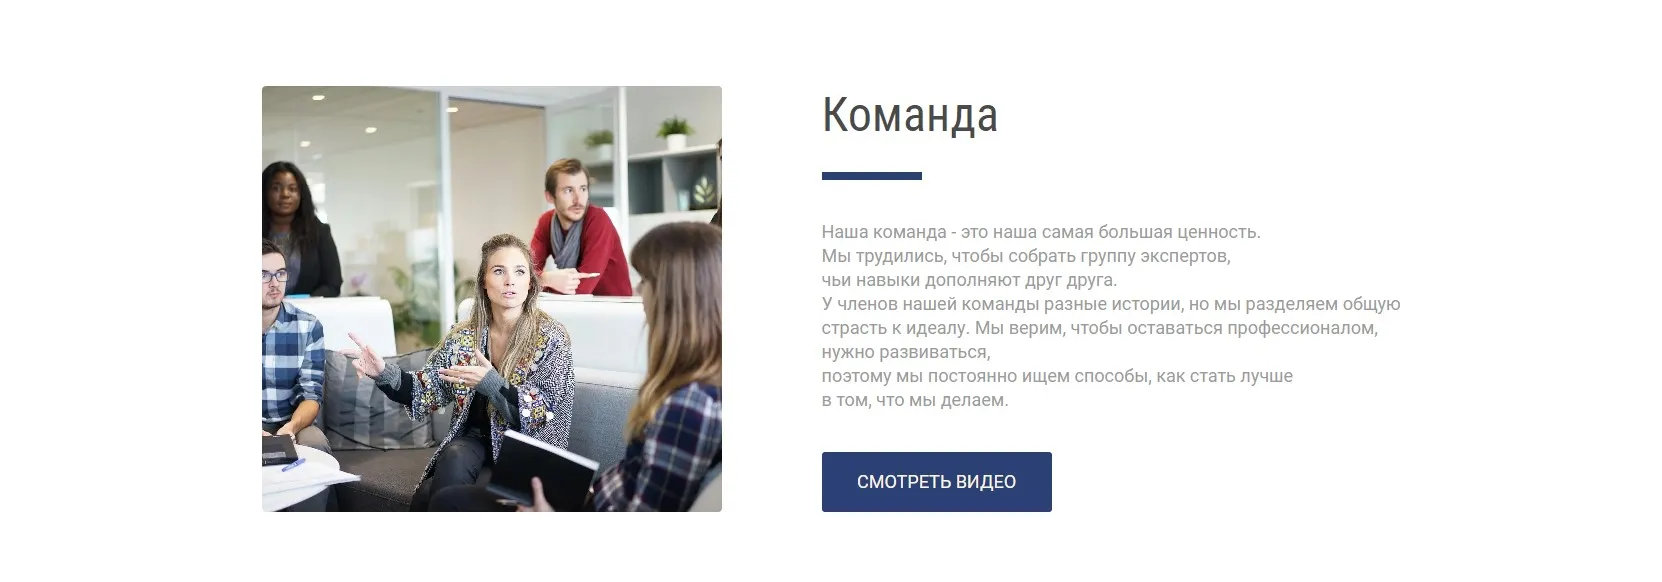 Команда
Наша команда - это наша самая большая ценность.
Мы трудились, чтобы собрать группу экспертов,
чьи навыки дополняют друг друга.
У членов нашей команды разные истории, но мы разделяем общую
страсть к идеалу. Мы верим, чтобы оставаться профессионалом,
нужно развиваться,
поэтому мы постоянно ищем способы, как стать лучше
в том, что мы делаем.
СМОТРЕТЬ ВИДЕО